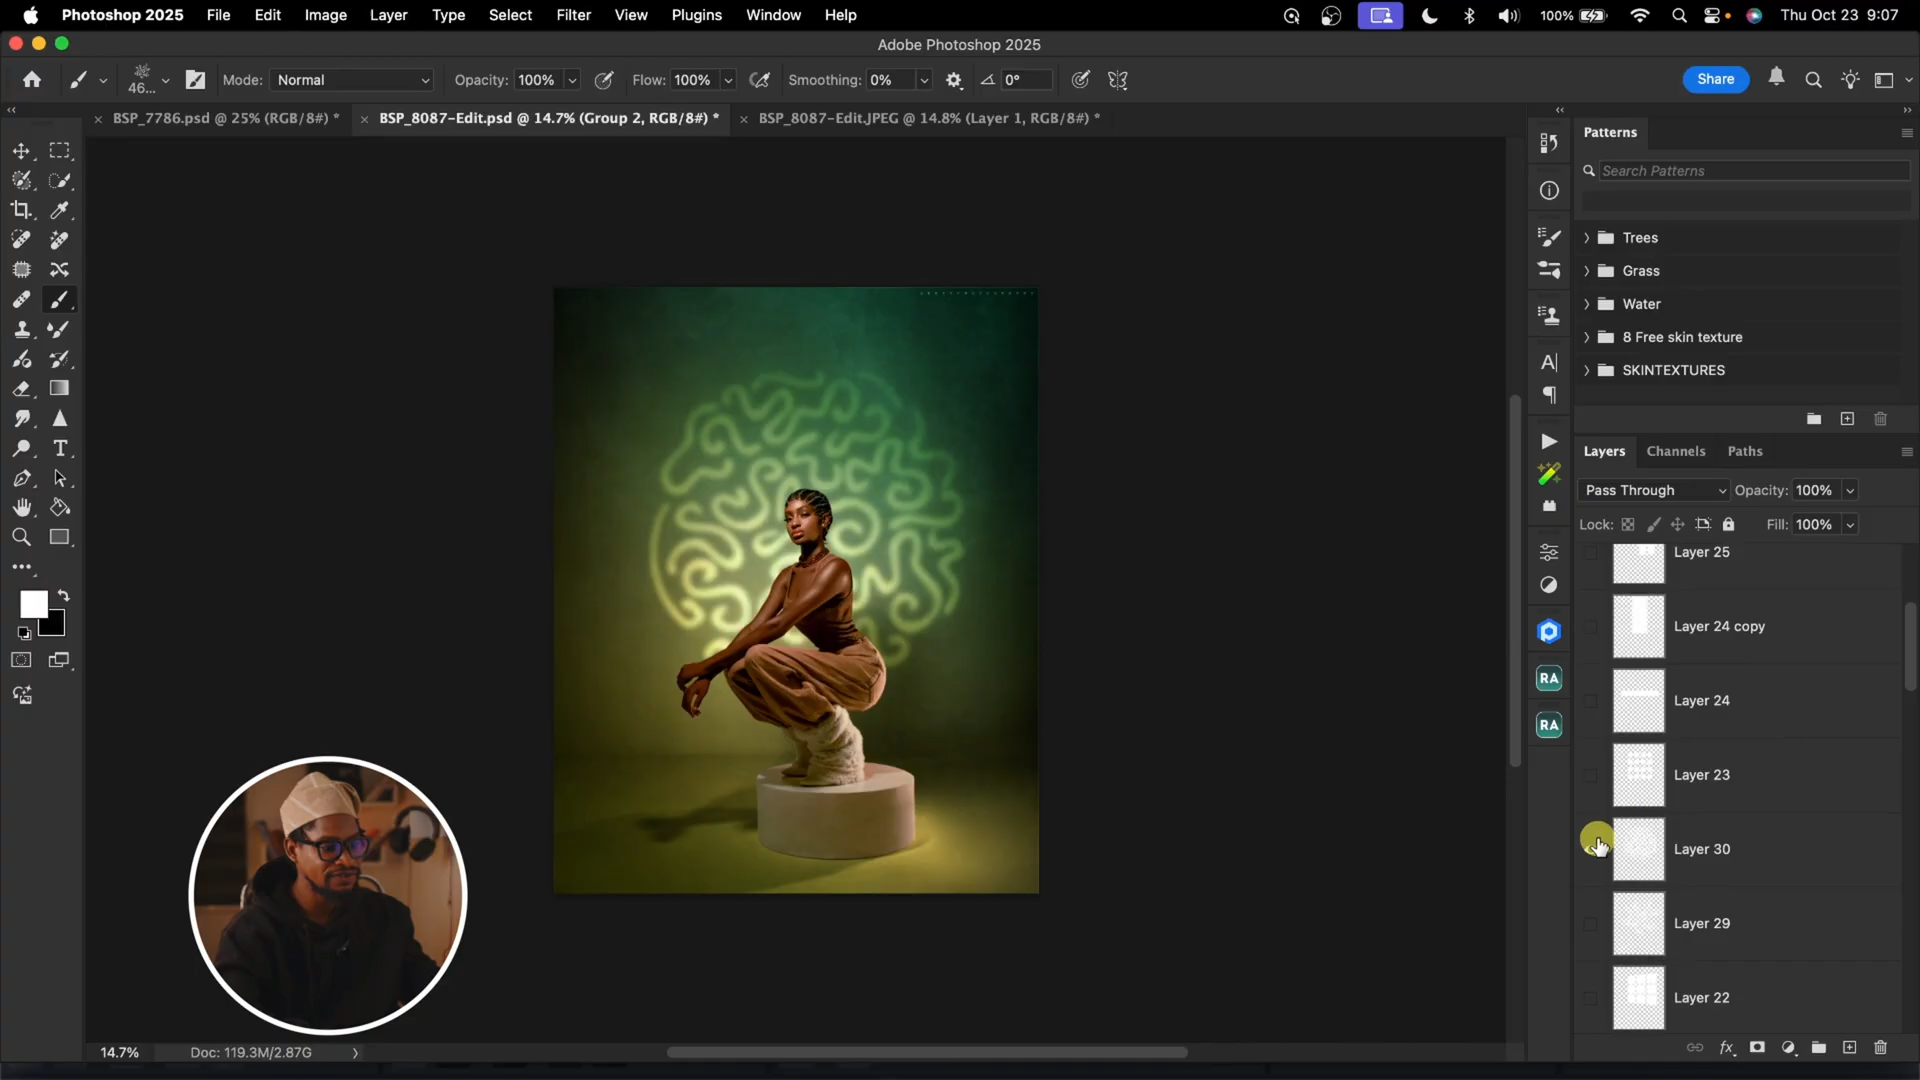 Photoshop 2025 File Edit Image Layer Type Select Filter View Plugins Window Help 100% Thu Oct 23 9:07
Adobe Photoshop 2025
46... Mode: Normal Opacity: 100% Flow: 100% Smoothing: 0% 0° Share
BSP_7786.psd @ 25% (RGB/8#) * BSP_8087-Edit.psd @ 14.7% (Group 2, RGB/8#) * BSP_8087-Edit.JPEG @ 14.8% (Layer 1, RGB/8#) *
Patterns
Search Patterns
Trees
Grass
Water
8 Free skin texture
SKINTEXTURES
Layers Channels Paths
Pass Through Opacity: 100%
Lock: Fill: 100%
Layer 25
Layer 24 copy
Layer 24
Layer 23
Layer 30
Layer 29
Layer 22
RA
RA
14.7% Doc: 119.3M/2.87G